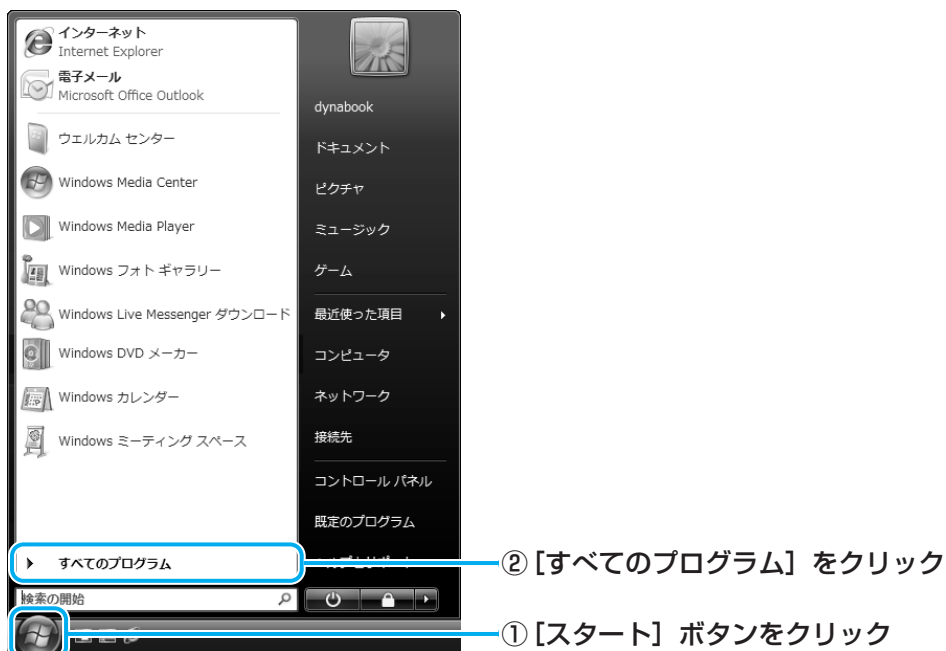 インターネット
Internet Explorer
電子メール
Microsoft Office Outlook
ウェルカム センター
Windows Media Center
Windows Media Player
Windows フォト ギャラリー
Windows Live Messenger ダウンロード
Windows DVD メーカー
Windows カレンダー
Windows ミーティング スペース
すべてのプログラム
検索の開始
dynabook
ドキュメント
ピクチャ
ミュージック
ゲーム
最近使った項目
コンピュータ
ネットワーク
接続先
コントロール パネル
既定のプログラム
②[すべてのプログラム]をクリック
①[スタート]ボタンをクリック